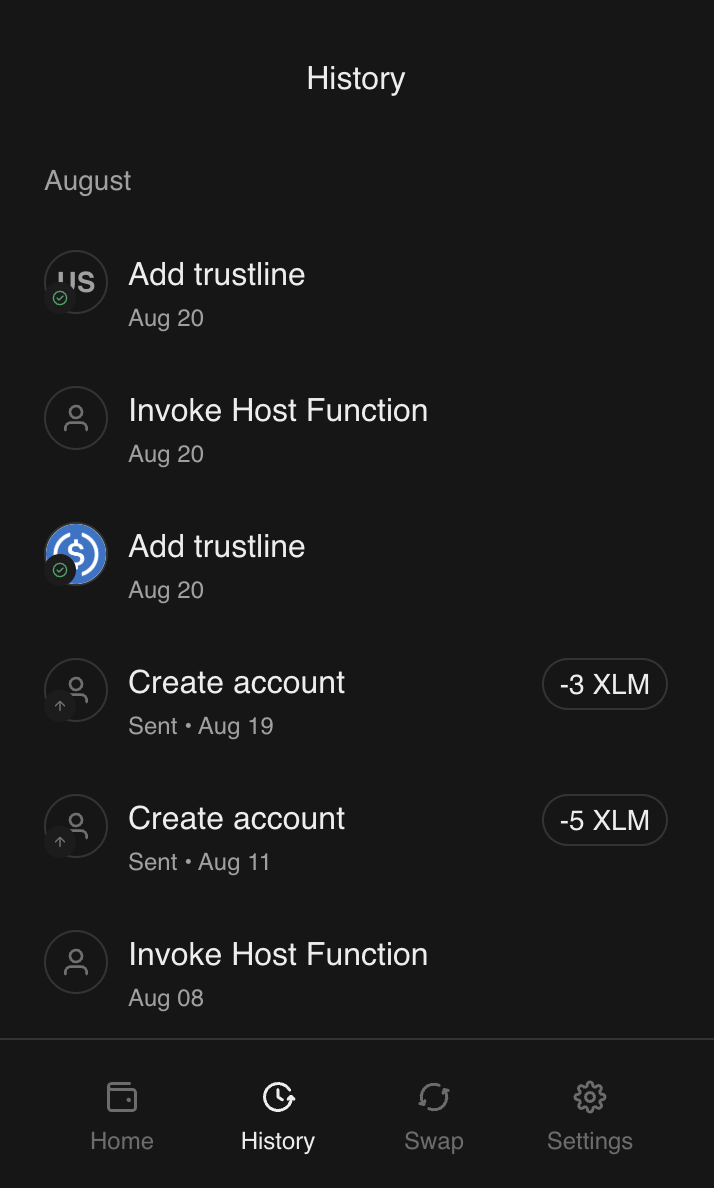 History
August
US
Add trustline
Aug 20
Invoke Host Function
Aug 20
$
Add trustline
Aug 20
Create account
-3 XLM
Sent • Aug 19
Create account
-5 XLM
Sent • Aug 11
Invoke Host Function
Aug 08
Home
History
Swap
Settings